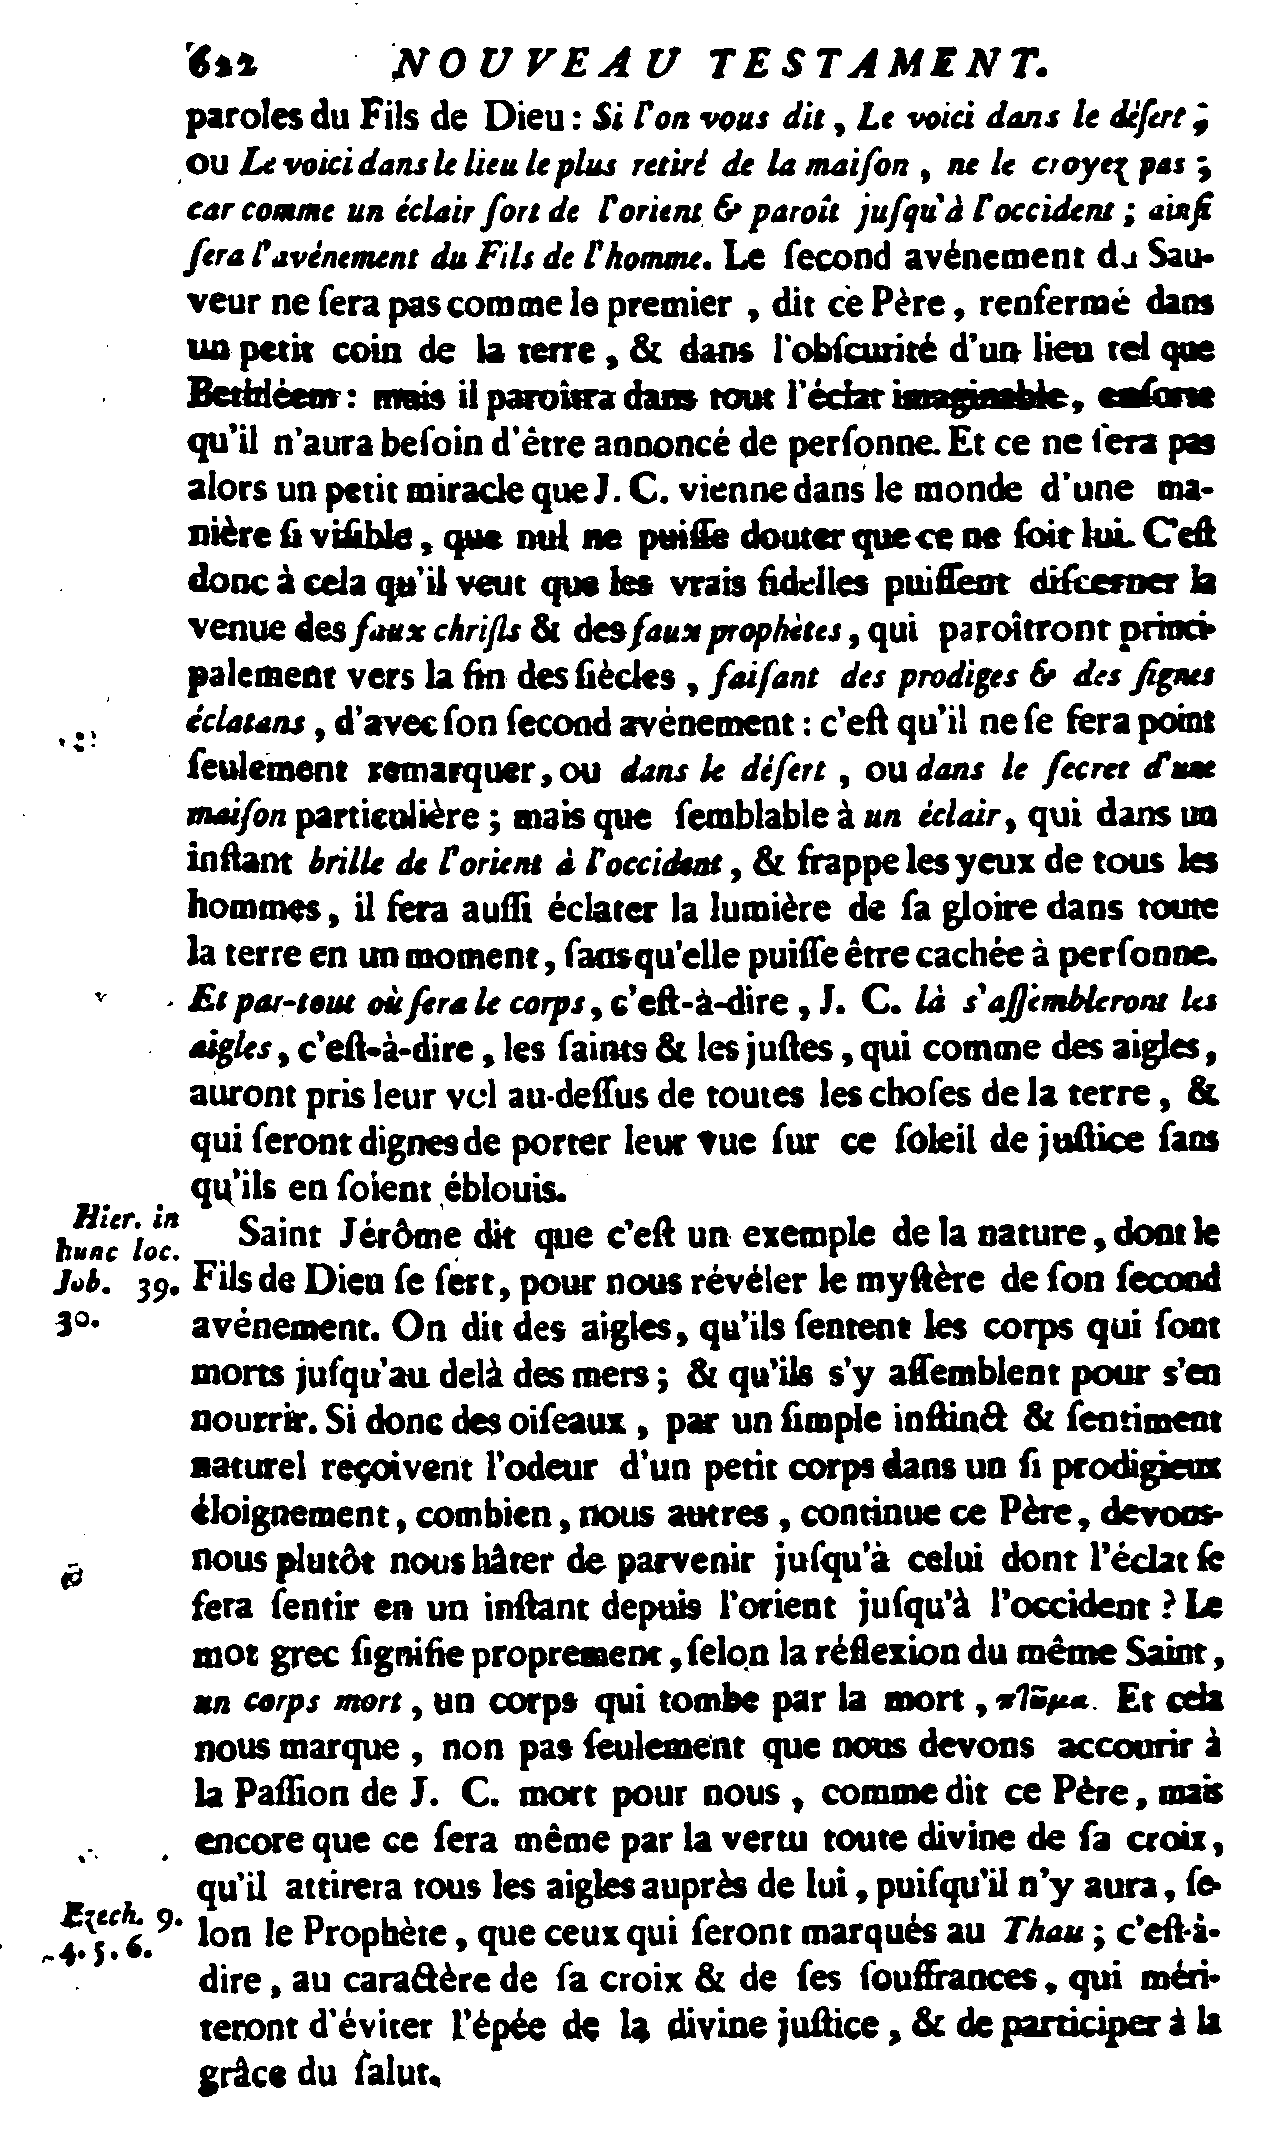 622 NOUVEAU TESTAMENT.
paroles du Fils de Dieu : Si l'on vous dit, Le voici dans le déſert ;
ou Le voici dans le lieu le plus retiré de la maiſon, ne le croyez pas ;
car comme un éclair ſort de l'orient & paroît juſqu'à l'occident ; ainſi
ſera l'avénement du Fils de l'homme. Le ſecond avénement du Sau-
veur ne ſera pas comme le premier, dit ce Père, renfermé dans
un petit coin de la terre, & dans l'obſcurité d'un lieu tel que
Bethléem : mais il paroîtra dans tout l'éclat imaginable, enſorte
qu'il n'aura beſoin d'être annoncé de perſonne. Et ce ne ſera pas
alors un petit miracle que J. C. vienne dans le monde d'une ma-
nière ſi viſible, que nul ne puiſſe douter que ce ne ſoit lui. C'eſt
donc à cela qu'il veut que les vrais fidelles puiſſent diſcerner la
venue des faux chriſts & des faux prophètes, qui paroîtront princi-
palement vers la fin des ſiècles, faiſant des prodiges & des ſignes
éclatans, d'avec ſon ſecond avénement : c'eſt qu'il ne ſe fera point
ſeulement remarquer, ou dans le déſert, ou dans le ſecret d'une
maiſon particulière ; mais que ſemblable à un éclair, qui dans un
inſtant brille de l'orient à l'occident, & frappe les yeux de tous les
hommes, il fera auſſi éclater la lumière de ſa gloire dans toute
la terre en un moment, ſans qu'elle puiſſe être cachée à perſonne.
Et par-tout où ſera le corps, c'eſt-à-dire, J. C. là s'aſſembleront les
aigles, c'eſt-à-dire, les ſaints & les juſtes, qui comme des aigles,
auront pris leur vol au-deſſus de toutes les choſes de la terre, &
qui ſeront dignes de porter leur vue ſur ce ſoleil de juſtice ſans
qu'ils en ſoient éblouis.
Hier. in
hunc loc.
Job. 39.
30.
Saint Jérôme dit que c'eſt un exemple de la nature, dont le
Fils de Dieu ſe ſert, pour nous révéler le myſtère de ſon ſecond
avénement. On dit des aigles, qu'ils ſentent les corps qui ſont
morts juſqu'au delà des mers ; & qu'ils s'y aſſemblent pour s'en
nourrir. Si donc des oiſeaux, par un ſimple inſtinct & ſentiment
naturel reçoivent l'odeur d'un petit corps dans un ſi prodigieux
éloignement, combien, nous autres, continue ce Père, devons-
nous plutôt nous hâter de parvenir juſqu'à celui dont l'éclat ſe
fera ſentir en un inſtant depuis l'orient juſqu'à l'occident ? Le
mot grec ſignifie proprement, ſelon la réflexion du même Saint,
un corps mort, un corps qui tombe par la mort, πτῶμα. Et cela
nous marque, non pas ſeulement que nous devons accourir à
la Paſſion de J. C. mort pour nous, comme dit ce Père, mais
encore que ce ſera même par la vertu toute divine de ſa croix,
qu'il attirera tous les aigles auprès de lui, puiſqu'il n'y aura, ſe-
Ezech. 9.
4. 5. 6.
lon le Prophète, que ceux qui ſeront marqués au Thau ; c'eſt-à-
dire, au caractère de ſa croix & de ſes ſouffrances, qui méri-
teront d'éviter l'épée de la divine juſtice, & de participer à la
grâce du ſalut.